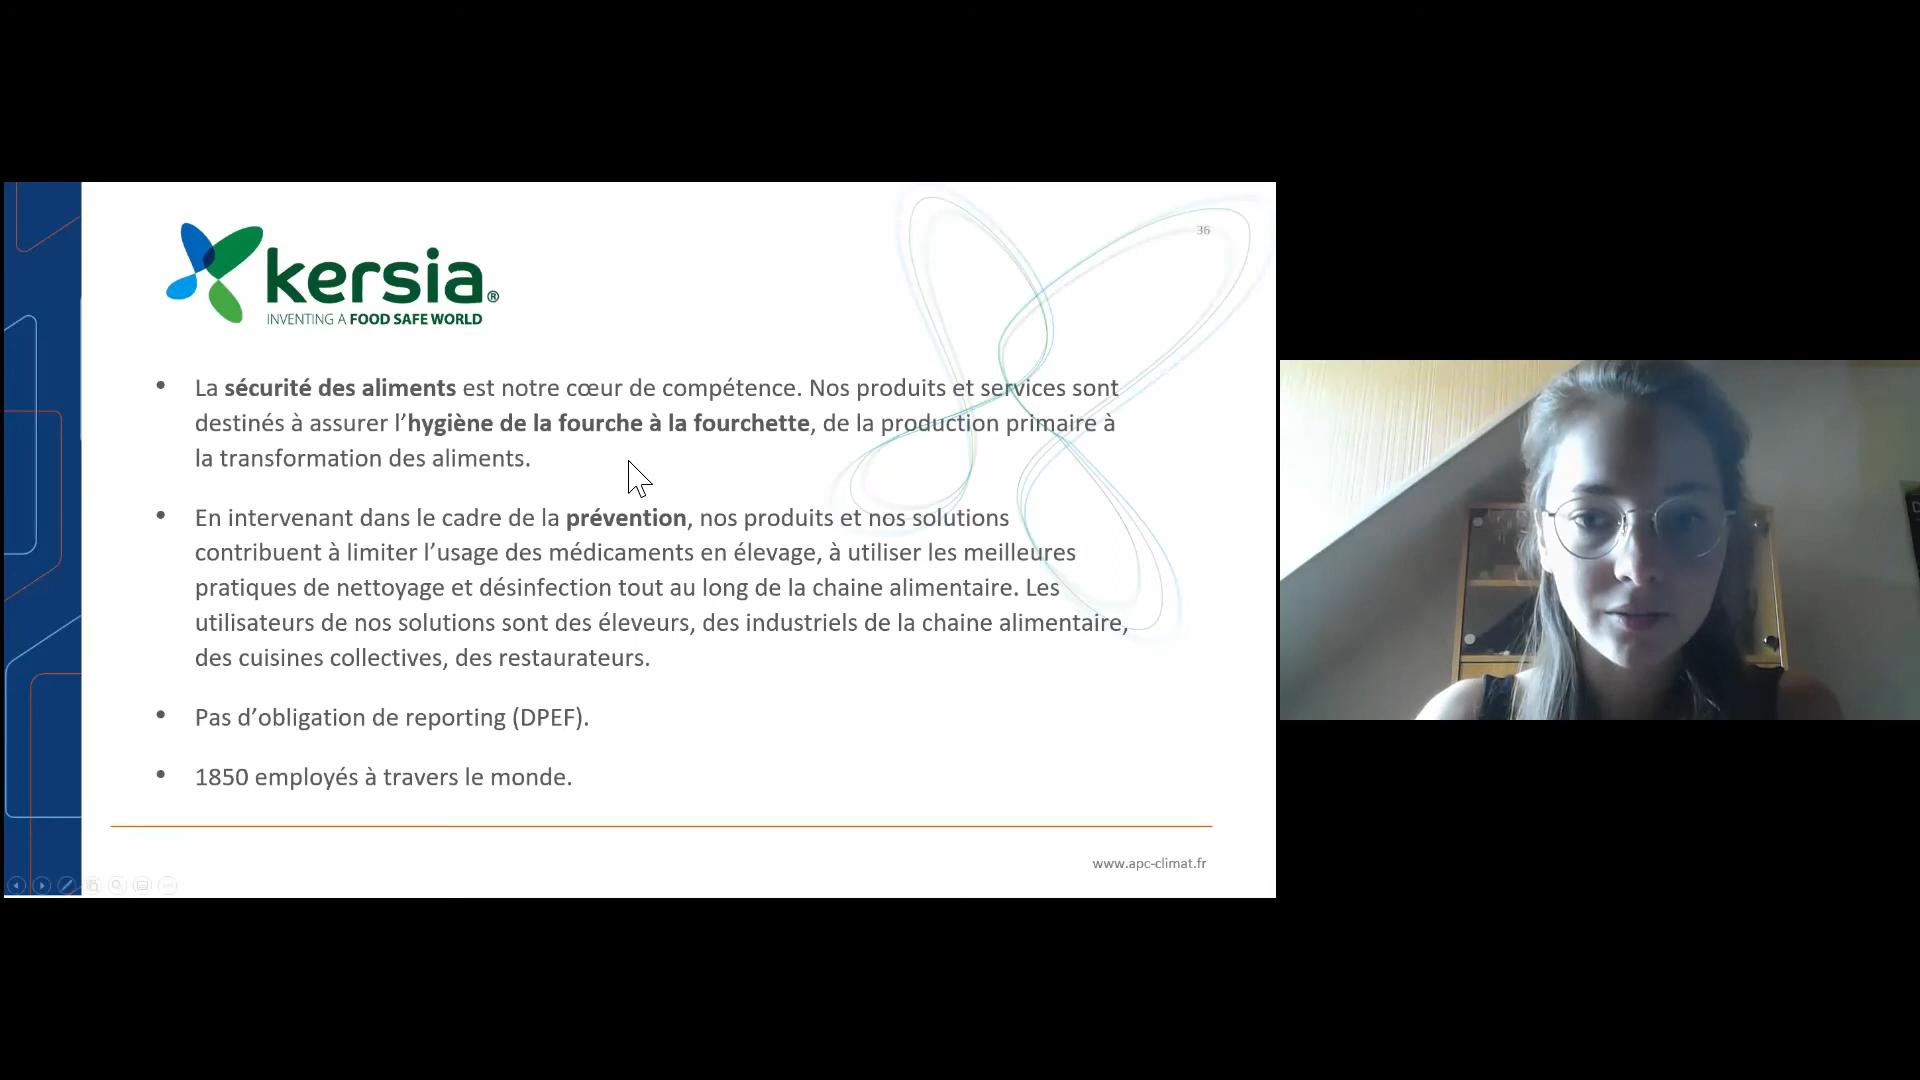 36
kersia®
INVENTING A FOOD SAFE WORLD
• La sécurité des aliments est notre cœur de compétence. Nos produits et services sont
destinés à assurer l’hygiène de la fourche à la fourchette, de la production primaire à
la transformation des aliments.
• En intervenant dans le cadre de la prévention, nos produits et nos solutions
contribuent à limiter l’usage des médicaments en élevage, à utiliser les meilleures
pratiques de nettoyage et désinfection tout au long de la chaine alimentaire. Les
utilisateurs de nos solutions sont des éleveurs, des industriels de la chaine alimentaire,
des cuisines collectives, des restaurateurs.
• Pas d’obligation de reporting (DPEF).
• 1850 employés à travers le monde.
www.apc-climat.fr